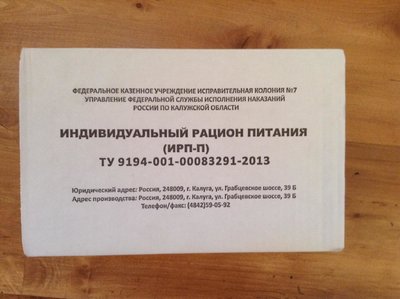 ФЕДЕРАЛЬНОЕ КАЗЕННОЕ УЧРЕЖДЕНИЕ ИСПРАВИТЕЛЬНАЯ КОЛОНИЯ №7
УПРАВЛЕНИЕ ФЕДЕРАЛЬНОЙ СЛУЖБЫ ИСПОЛНЕНИЯ НАКАЗАНИЙ
РОССИИ ПО КАЛУЖСКОЙ ОБЛАСТИ
ИНДИВИДУАЛЬНЫЙ РАЦИОН ПИТАНИЯ
(ИРП-П)
ТУ 9194-001-00083291-2013
Юридический адрес: Россия, 248009, г. Калуга, ул. Грабцевское шоссе, 39 Б
Адрес производства: Россия, 248009, г. Калуга, ул. Грабцевское шоссе, 39 Б
Телефон/факс: (4842)59-05-92